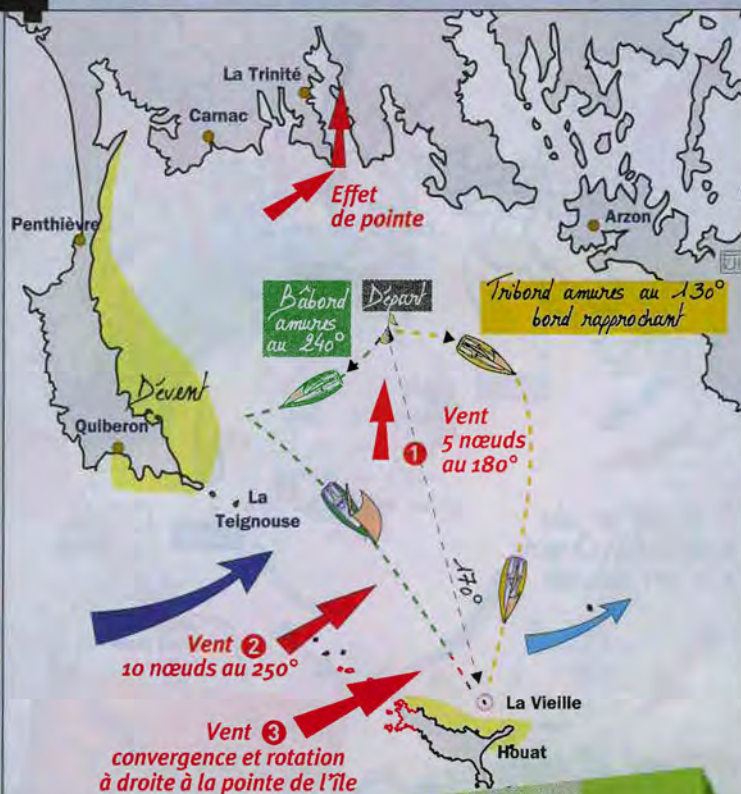 La Trinité
Carnac
Effet
de pointe
Penthièvre
Arzon
Bâbord
amures
au 240°
Départ
Tribord amures au 130°
bord rapprochant
Dévent
Quiberon
1
Vent
5 nœuds
au 180°
La
Teignouse
170°
Vent 2
10 nœuds au 250°
La Vieille
Houat
Vent 3
convergence et rotation
à droite à la pointe de l'île